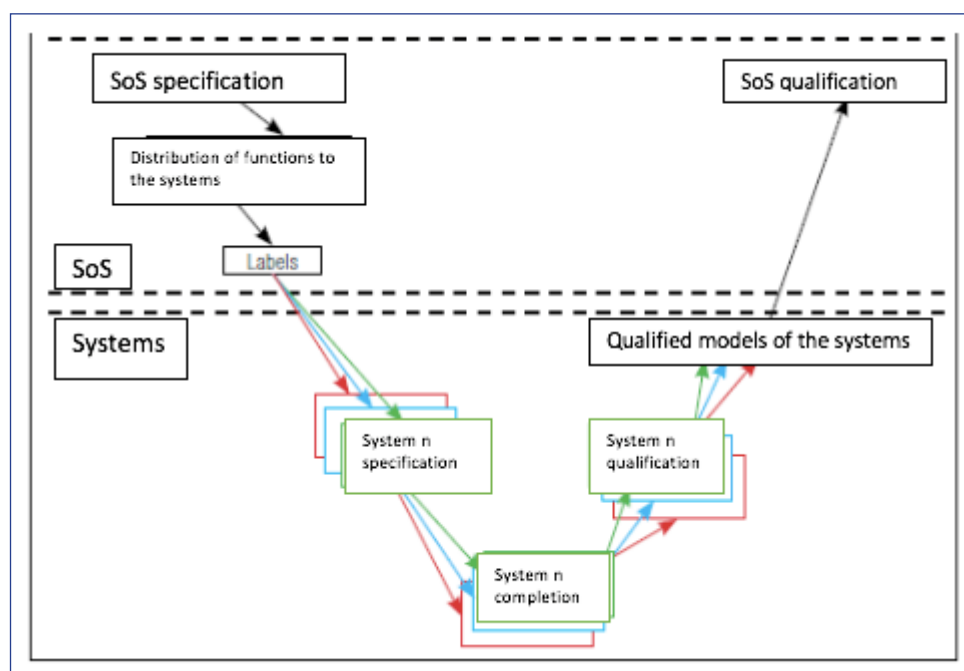 SoS specification
SoS qualification
Distribution of functions to
the systems
Labels
SoS
Systems
Qualified models of the systems
System n
specification
System n
qualification
System n
completion